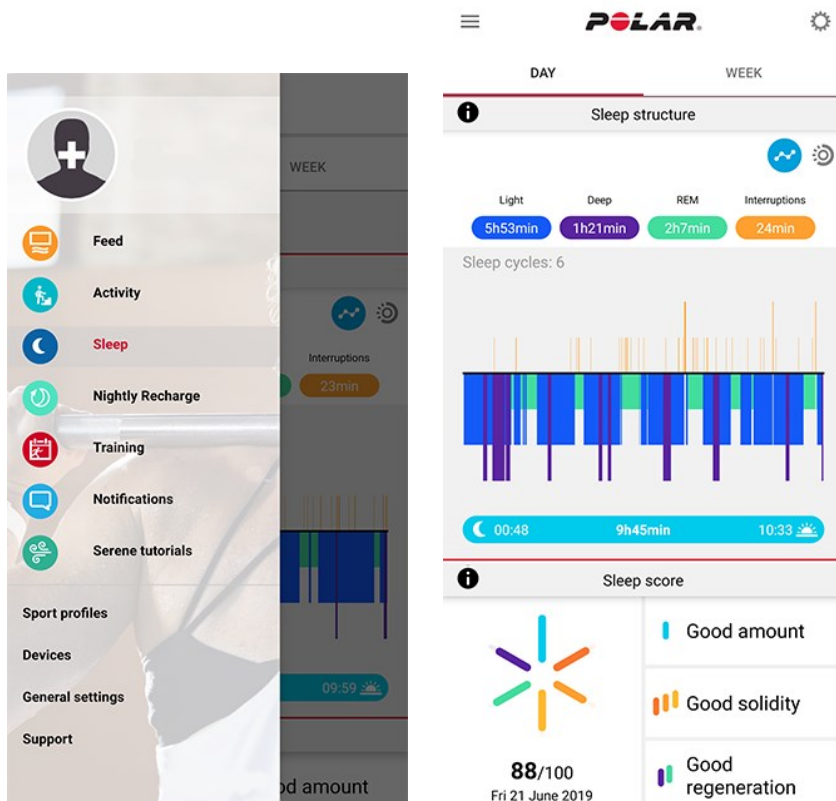 WEEK
Feed
Activity
Sleep
Nightly Recharge
Training
Notifications
Serene tutorials
Sport profiles
Devices
General settings
Support
Interruptions
23min
09:59
od amount
POLAR
DAY
WEEK
Sleep structure
Light
Deep
REM
Interruptions
5h53min
1h21min
2h7min
24min
Sleep cycles: 6
00:48
9h45min
10:33
Sleep score
Good amount
Good solidity
Good
regeneration
88/100
Fri 21 June 2019